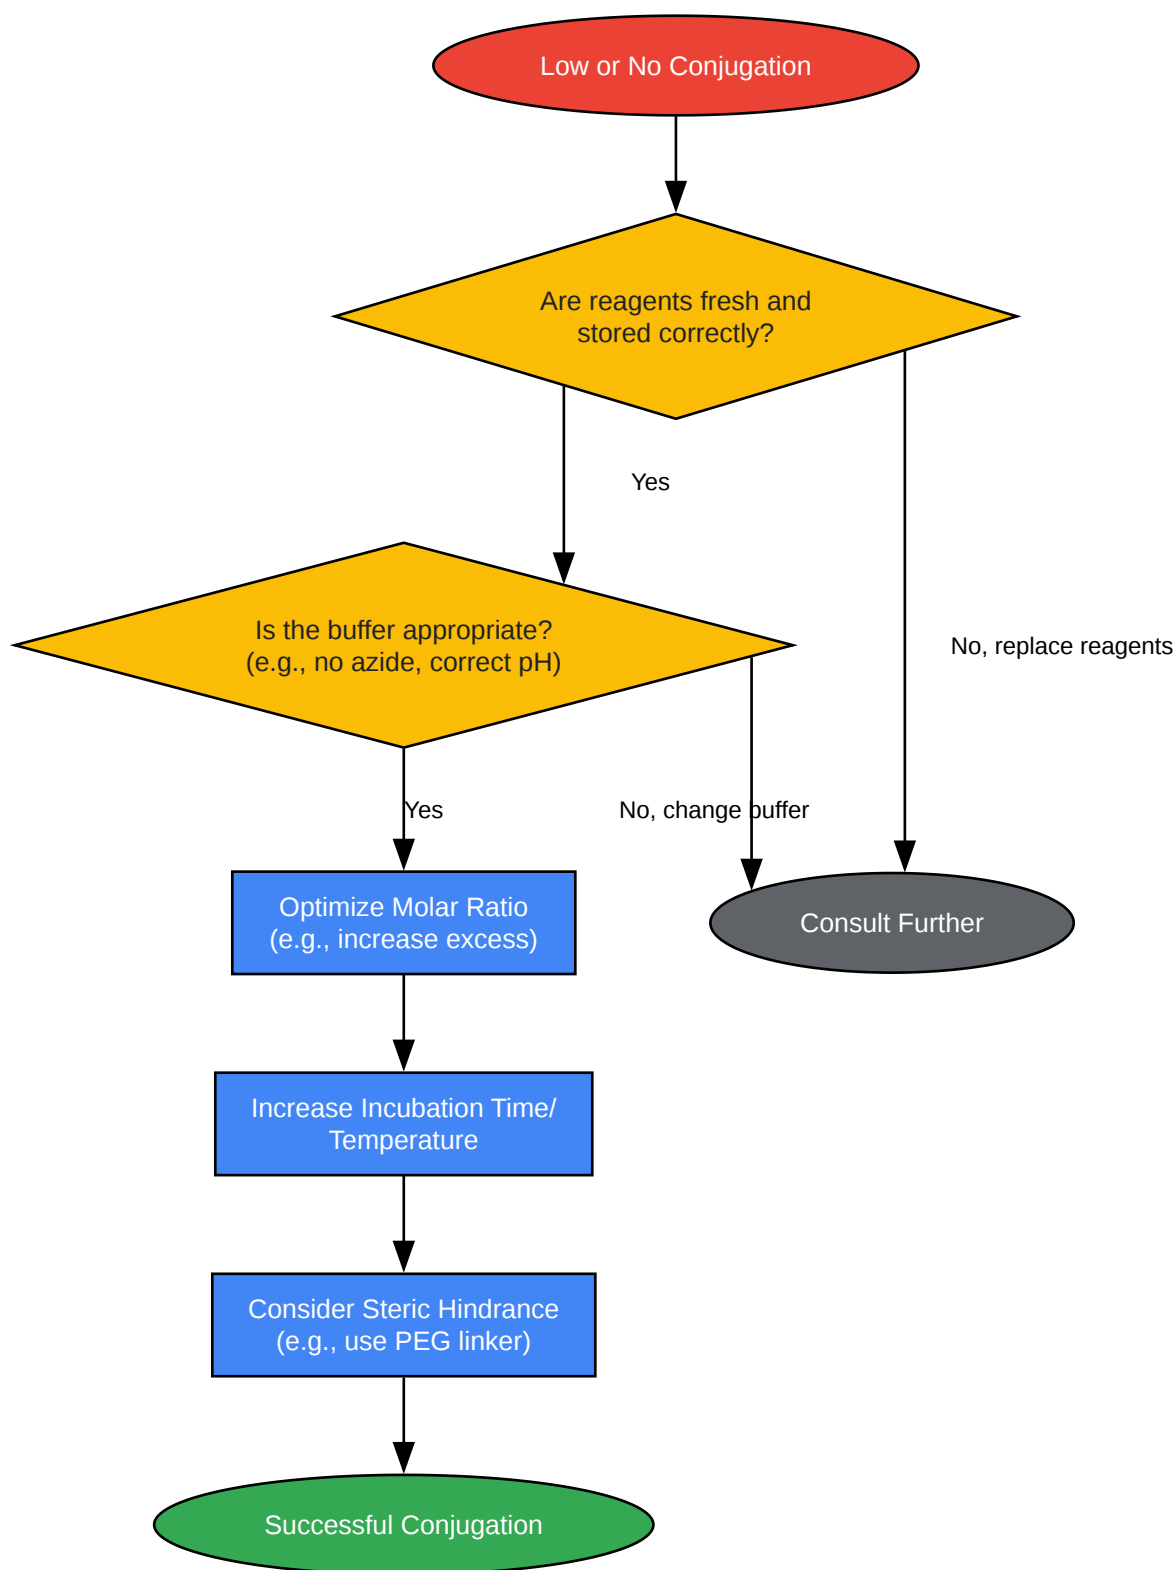 Low or No Conjugation
Are reagents fresh and
stored correctly?
Yes
Is the buffer appropriate?
(e.g., no azide, correct pH)
No, replace reagents
Yes
No, change buffer
Optimize Molar Ratio
(e.g., increase excess)
Consult Further
Increase Incubation Time/
Temperature
Consider Steric Hindrance
(e.g., use PEG linker)
Successful Conjugation